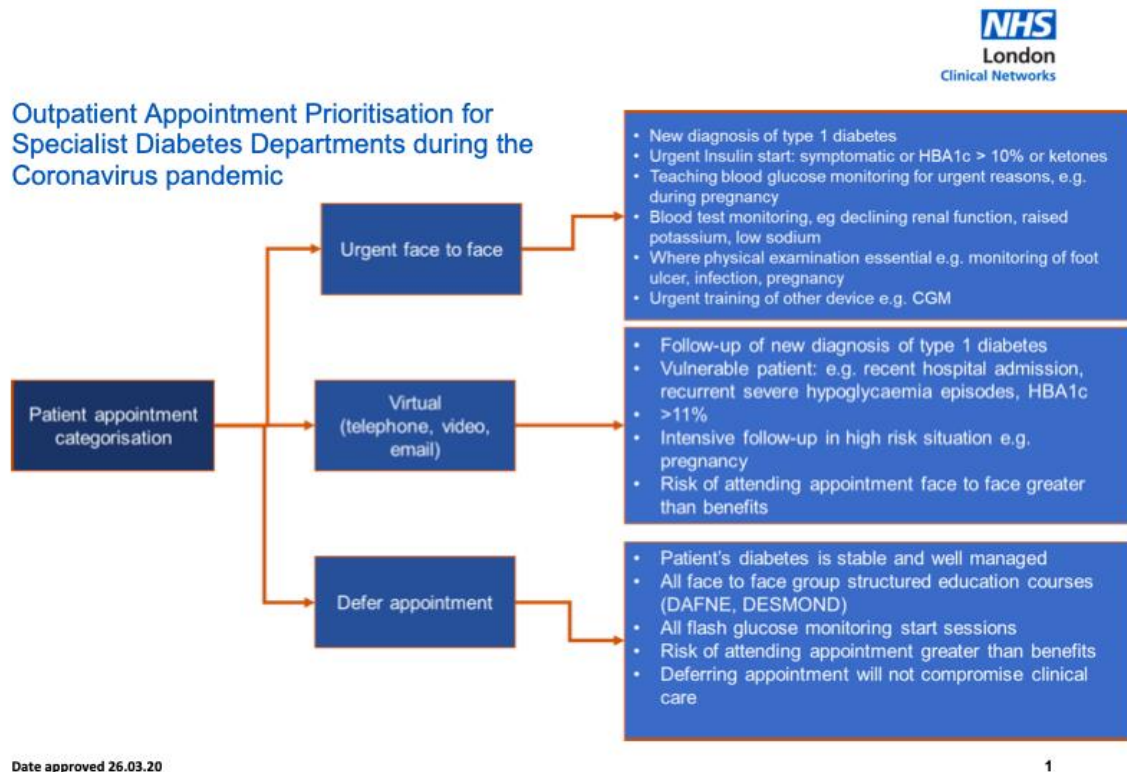 NHS
London
Clinical Networks
Outpatient Appointment Prioritisation for
Specialist Diabetes Departments during the
Coronavirus pandemic
Patient appointment
categorisation
Urgent face to face
• New diagnosis of type 1 diabetes
• Urgent Insulin start: symptomatic or HBA1c > 10% or ketones
• Teaching blood glucose monitoring for urgent reasons, e.g.
during pregnancy
• Blood test monitoring, eg declining renal function, raised
potassium, low sodium
• Where physical examination essential e.g. monitoring of foot
ulcer, infection, pregnancy
• Urgent training of other device e.g. CGM
Virtual
(telephone, video,
email)
• Follow-up of new diagnosis of type 1 diabetes
• Vulnerable patient: e.g. recent hospital admission,
recurrent severe hypoglycaemia episodes, HBA1c
• >11%
• Intensive follow-up in high risk situation e.g.
pregnancy
• Risk of attending appointment face to face greater
than benefits
Defer appointment
• Patient's diabetes is stable and well managed
• All face to face group structured education courses
(DAFNE, DESMOND)
• All flash glucose monitoring start sessions
• Risk of attending appointment greater than benefits
• Deferring appointment will not compromise clinical
care
Date approved 26.03.20
1